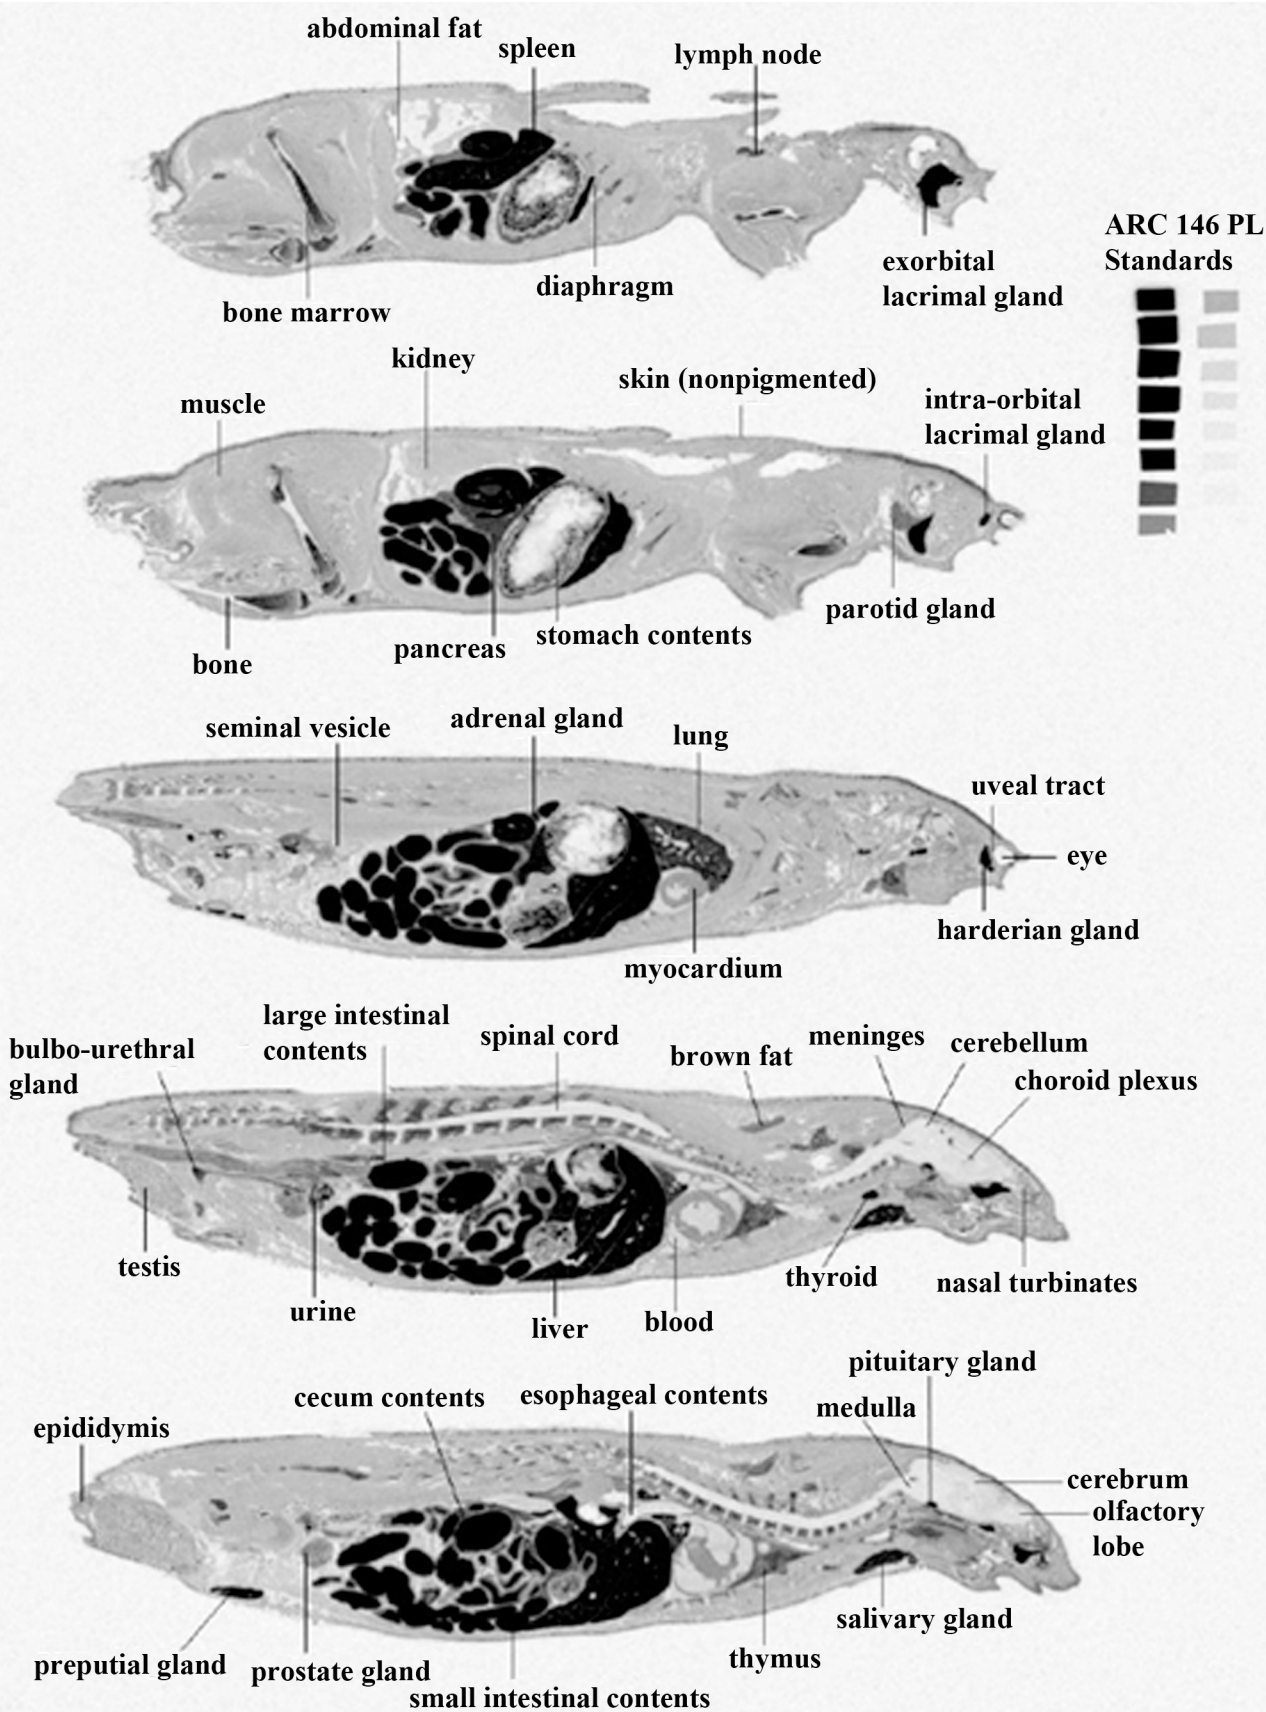 abdominal fat
spleen
lymph node
ARC 146 PL
Standards
exorbital
lacrimal gland
diaphragm
bone marrow
kidney
skin (nonpigmented)
muscle
intra-orbital
lacrimal gland
parotid gland
stomach contents
pancreas
bone
adrenal gland
seminal vesicle
lung
uveal tract
eye
harderian gland
myocardium
large intestinal
contents
spinal cord
meninges
cerebellum
bulbo-urethral
gland
brown fat
choroid plexus
testis
thyroid
nasal turbinates
urine
liver
blood
pituitary gland
cecum contents
esophageal contents
medulla
epididymis
cerebrum
olfactory
lobe
salivary gland
preputial gland
prostate gland
thymus
small intestinal contents